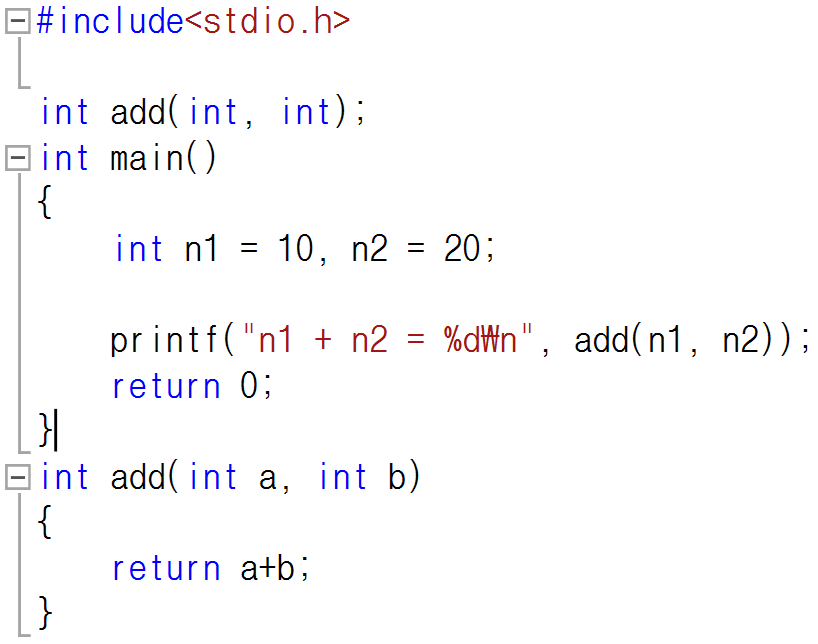 #include<stdio.h>
int add(int, int);
int main()
{
int n1 = 10, n2 = 20;
printf("n1 + n2 = %d₩n", add(n1, n2));
return 0;
}
int add(int a, int b)
{
return a+b;
}